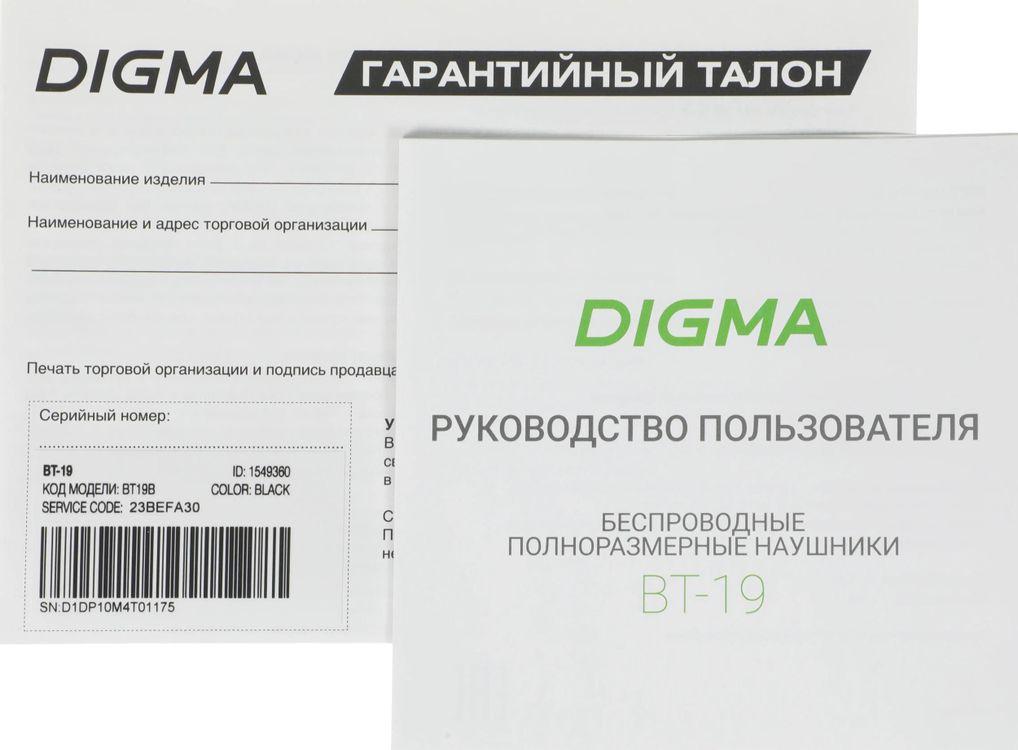 DIGMA
ГАРАНТИЙНЫЙ ТАЛОН
Наименование изделия
Наименование и адрес торговой организации
Печать торговой организации и подпись продавца
Серийный номер:
BT-19 ID: 1549360
КОД МОДЕЛИ: BT19B COLOR: BLACK
SERVICE CODE: 23BEFA30
SN:D1DP10M4T01175
DIGMA
РУКОВОДСТВО ПОЛЬЗОВАТЕЛЯ
БЕСПРОВОДНЫЕ
ПОЛНОРАЗМЕРНЫЕ НАУШНИКИ
BT-19